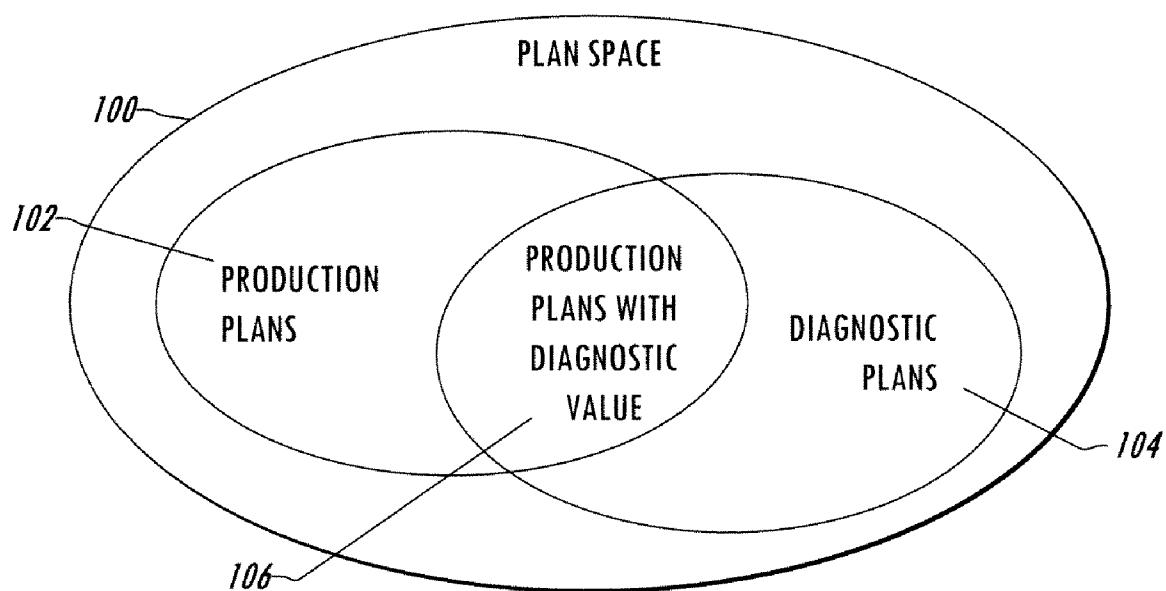 PLAN SPACE
100
102
PRODUCTION
PLANS
PRODUCTION
PLANS WITH
DIAGNOSTIC
VALUE
DIAGNOSTIC
PLANS
104
106